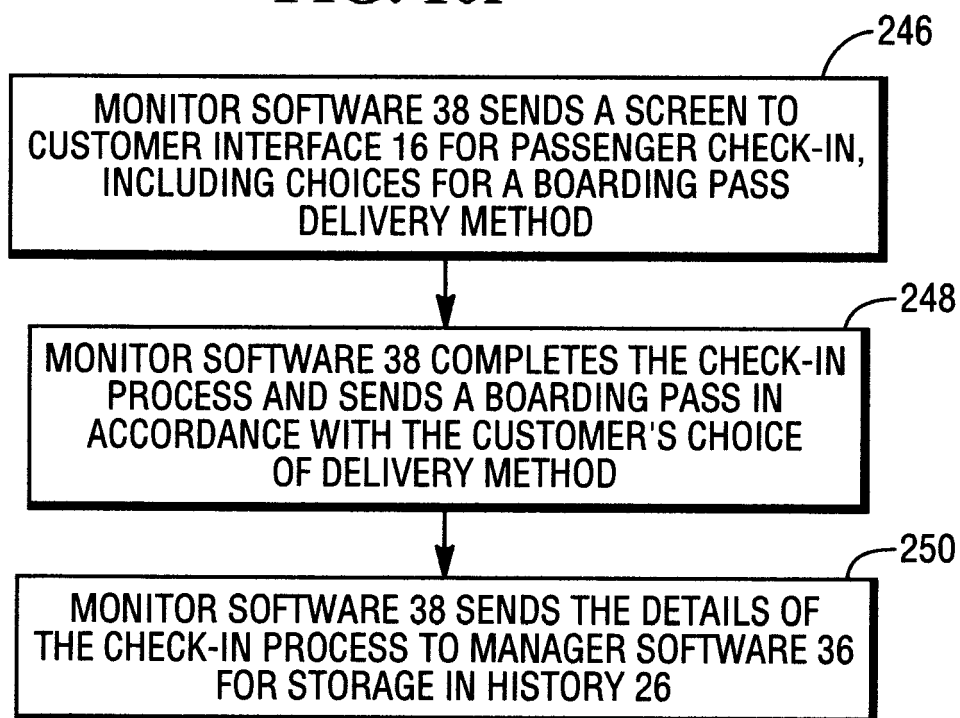 246
MONITOR SOFTWARE 38 SENDS A SCREEN TO
CUSTOMER INTERFACE 16 FOR PASSENGER CHECK-IN,
INCLUDING CHOICES FOR A BOARDING PASS
DELIVERY METHOD
248
MONITOR SOFTWARE 38 COMPLETES THE CHECK-IN
PROCESS AND SENDS A BOARDING PASS IN
ACCORDANCE WITH THE CUSTOMER'S CHOICE
OF DELIVERY METHOD
250
MONITOR SOFTWARE 38 SENDS THE DETAILS OF
THE CHECK-IN PROCESS TO MANAGER SOFTWARE 36
FOR STORAGE IN HISTORY 26